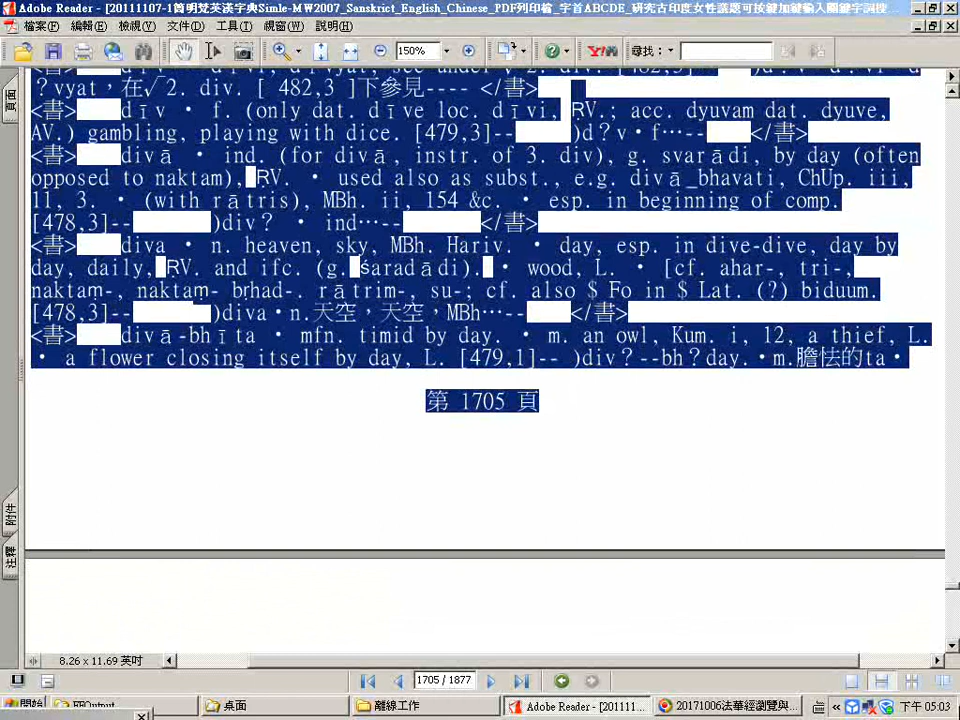 Adobe Reader - [20111107-1簡明梵英漢字典Simle-MW2007_Sanskrict_English_Chinese_PDF列印檔_字首ABCDE_研究古印度女性議題可按鍵加鍵輸入關鍵字詞搜
檔案(F) 編輯(E) 檢視(V) 文件(D) 工具(T) 視窗(W) 說明(H)
150% Y! 尋找:
頁面
?vyat，在√2. div. [ 482,3 ]下參見---- </書>
<書> dīv ‧ f. (only dat. dīve loc. dīvi, ṚV.; acc. dyuvam dat. dyuve,
AV.) gambling, playing with dice. [479,3]-- )d?v‧f…-- </書>
<書> divā ‧ ind. (for divā, instr. of 3. div), g. svarādi, by day (often
opposed to naktam), ṚV. ‧ used also as subst., e.g. divā_bhavati, ChUp. iii,
11, 3. ‧ (with rātris), MBh. ii, 154 &c. ‧ esp. in beginning of comp.
[478,3]-- )div? ‧ ind…-- </書>
<書> diva ‧ n. heaven, sky, MBh. Hariv. ‧ day, esp. in dive-dive, day by
day, daily, ṚV. and ifc. (g. śaradādi). ‧ wood, L. ‧ [cf. ahar-, tri-,
naktaṃ-, naktaṃ- bṛhad-. rātrim-, su-; cf. also $ Fo in $ Lat. (?) biduum.
[478,3]-- )diva‧n.天空，天空，MBh…-- </書>
<書> divā-bhīta ‧ mfn. timid by day. ‧ m. an owl, Kum. i, 12, a thief, L.
‧ a flower closing itself by day, L. [479,1]-- )div?--bh?day.‧m.膽怯的ta‧
第 1705 頁
附件
注釋
8.26 x 11.69 英吋
1705 / 1877
開始 FFOutput 桌面 離線工作 Adobe Reader - [201111... 20171006法華經瀏覽與... 下午 05:03